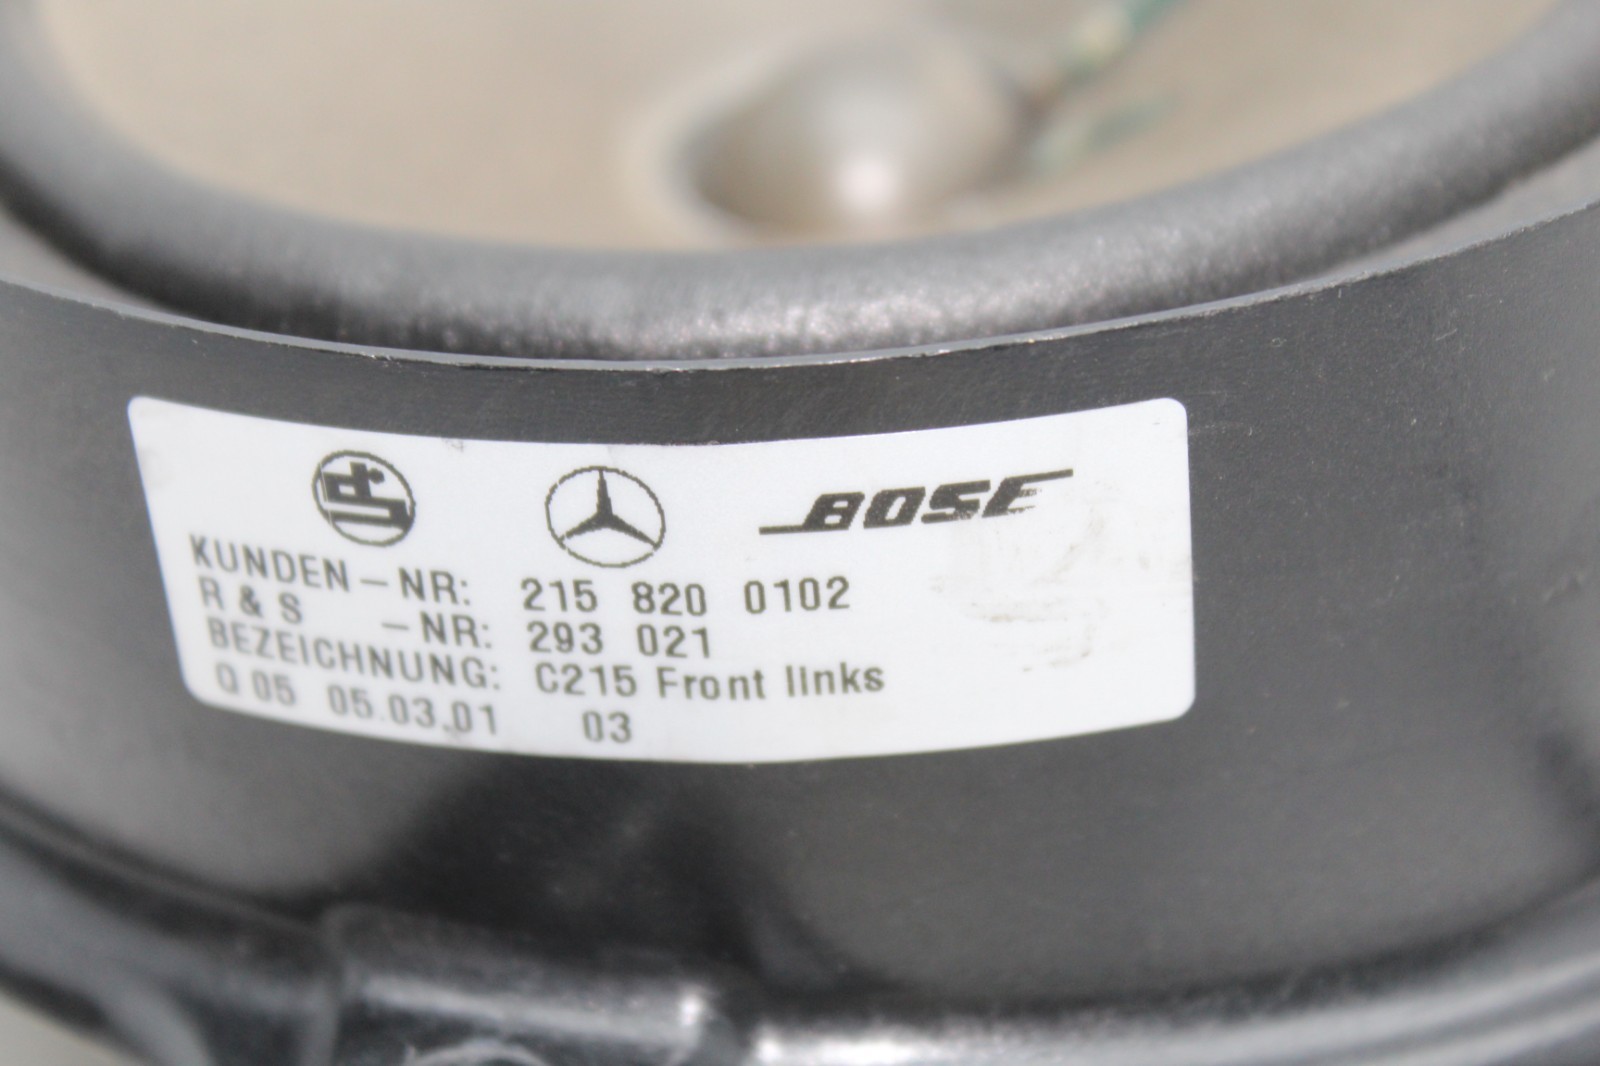 BOSE
KUNDEN-NR: 215 820 0102
R & S -NR: 293 021
BEZEICHNUNG: C215 Front links
Q 05 05.03.01 03